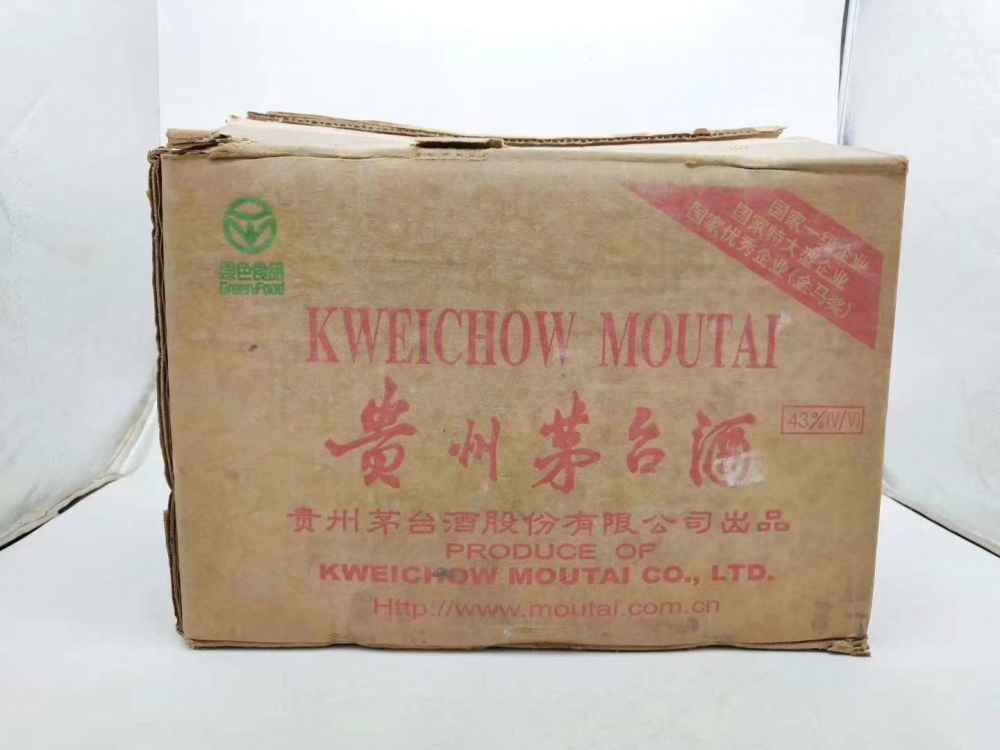 绿色食品
GreenFood
国家一级企业
国家特大型企业
国家优秀企业(金马奖)
KWEICHOW MOUTAI
贵州茅台酒
43%(V/V)
贵州茅台酒股份有限公司出品
PRODUCE OF
KWEICHOW MOUTAI CO., LTD.
Http://www.moutai.com.cn